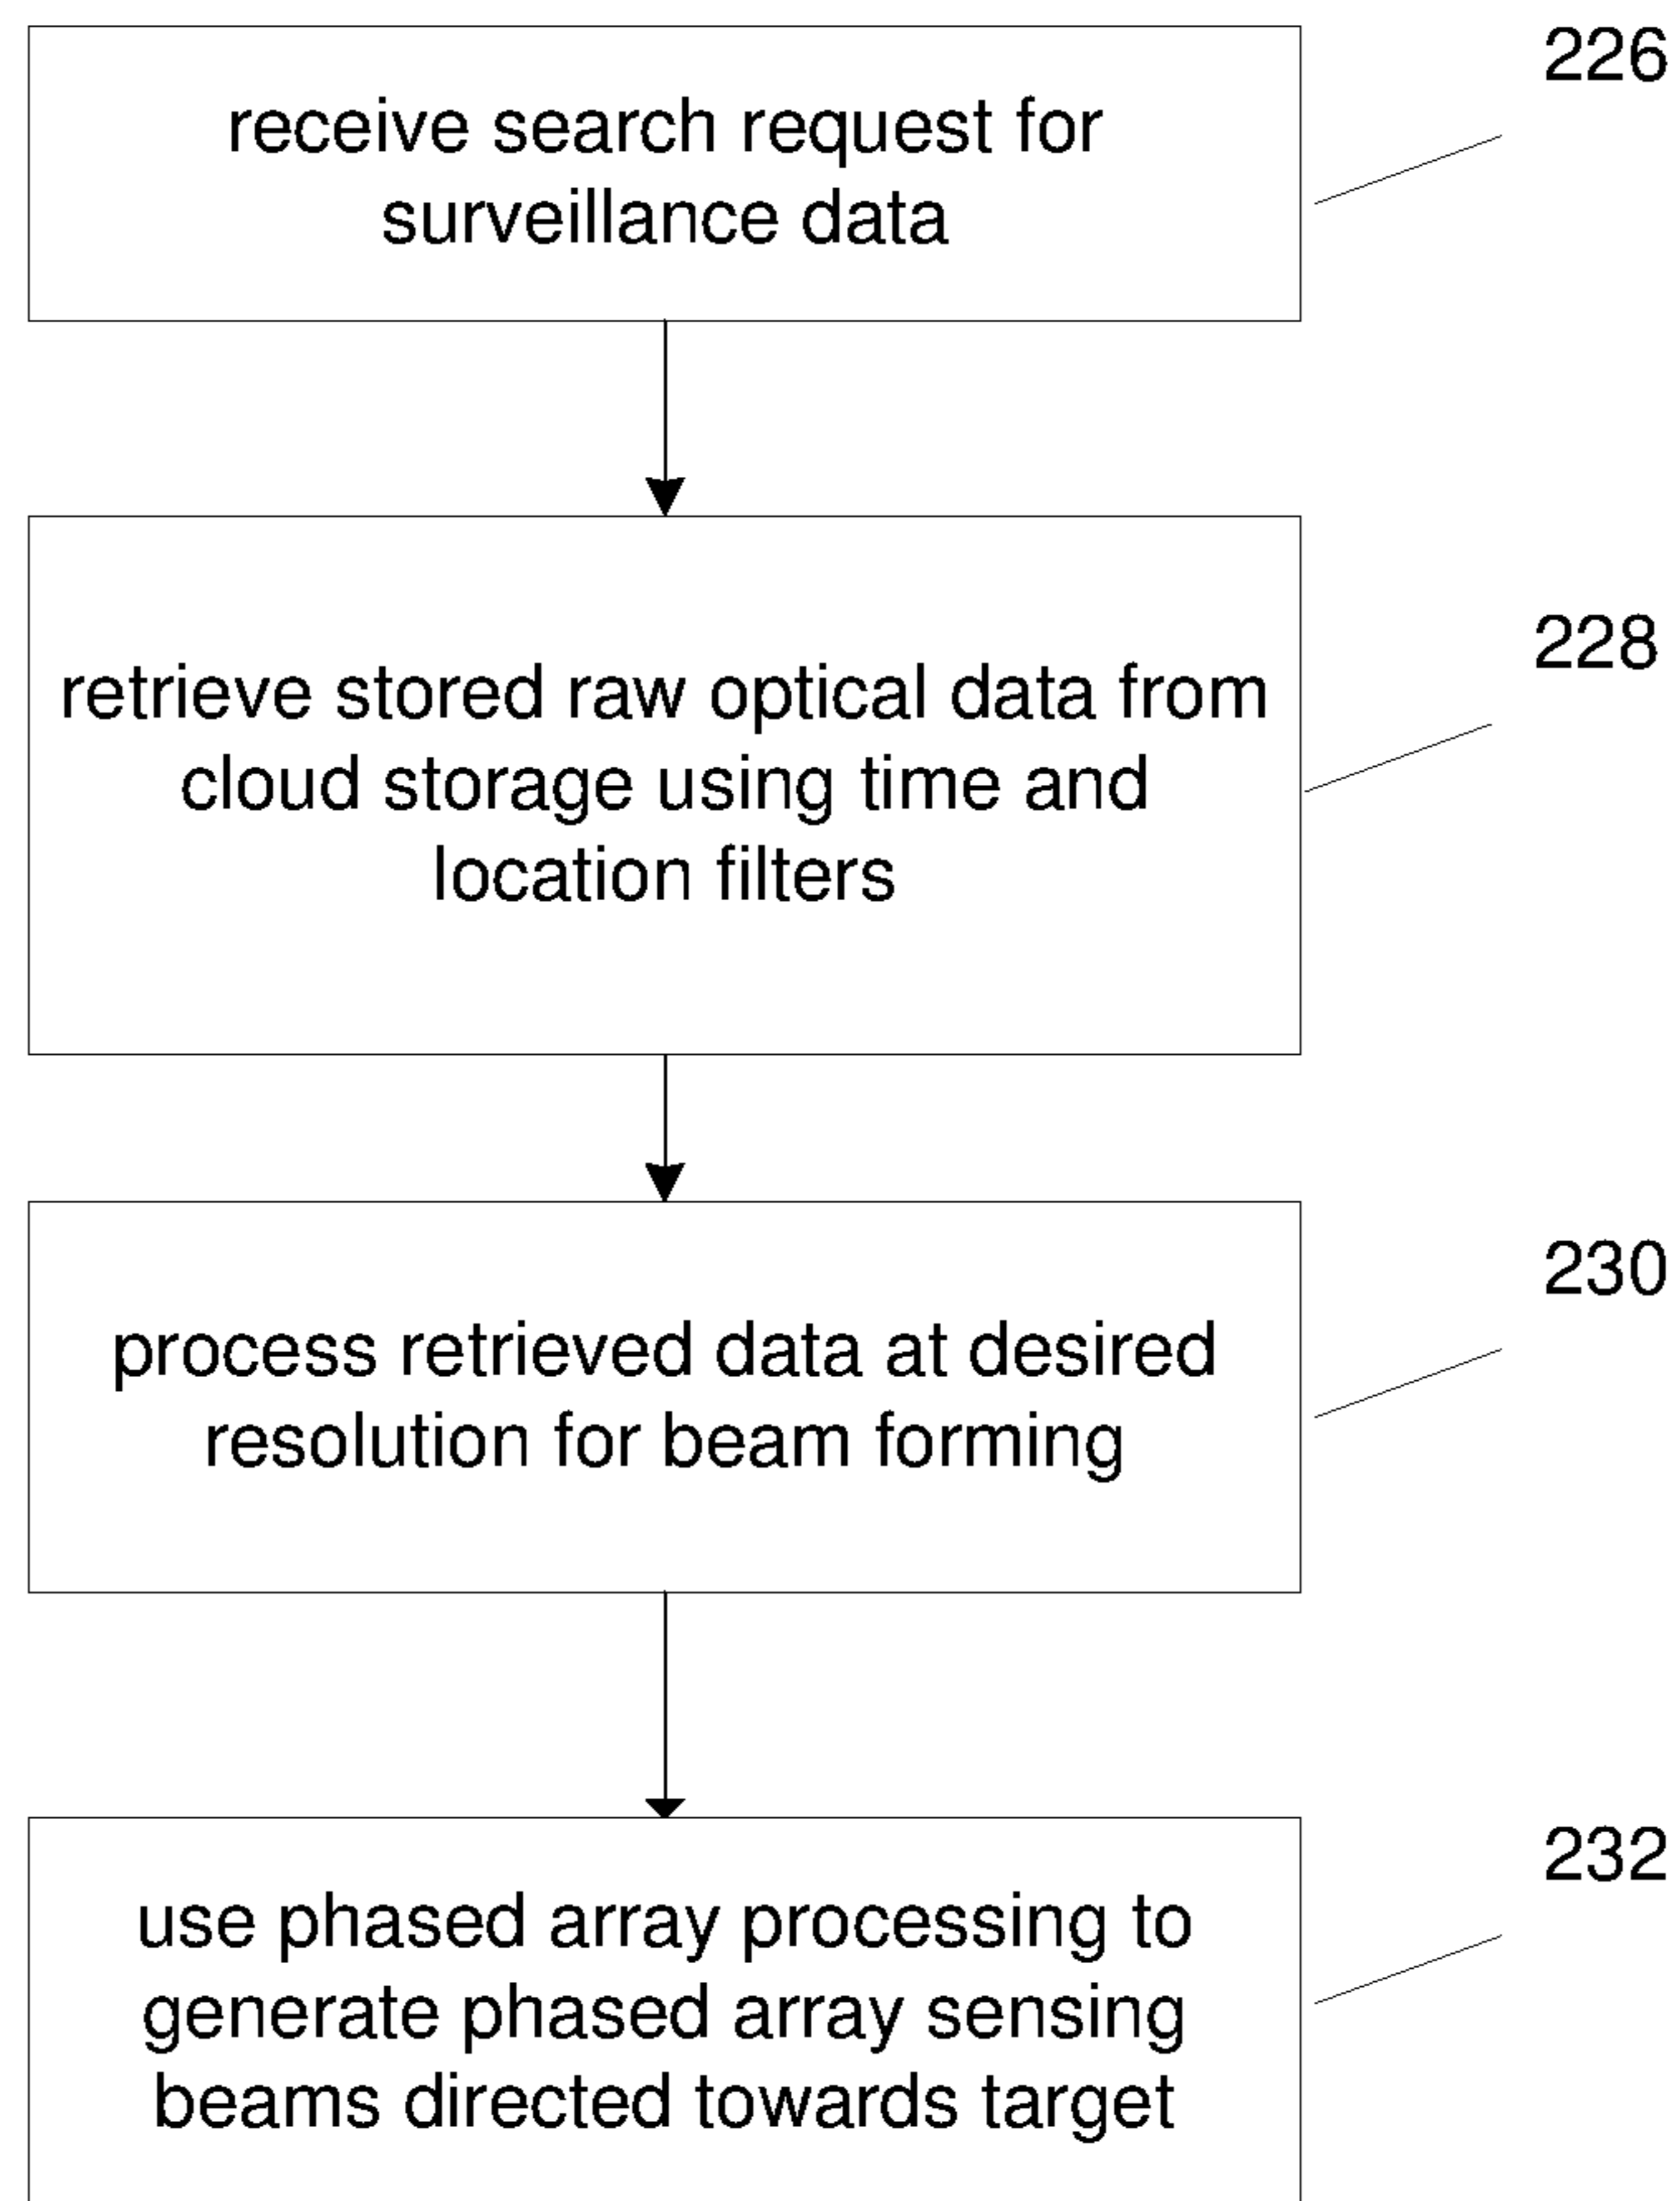 226
receive search request for
surveillance data
228
retrieve stored raw optical data from
cloud storage using time and
location filters
230
process retrieved data at desired
resolution for beam forming
232
use phased array processing to
generate phased array sensing
beams directed towards target